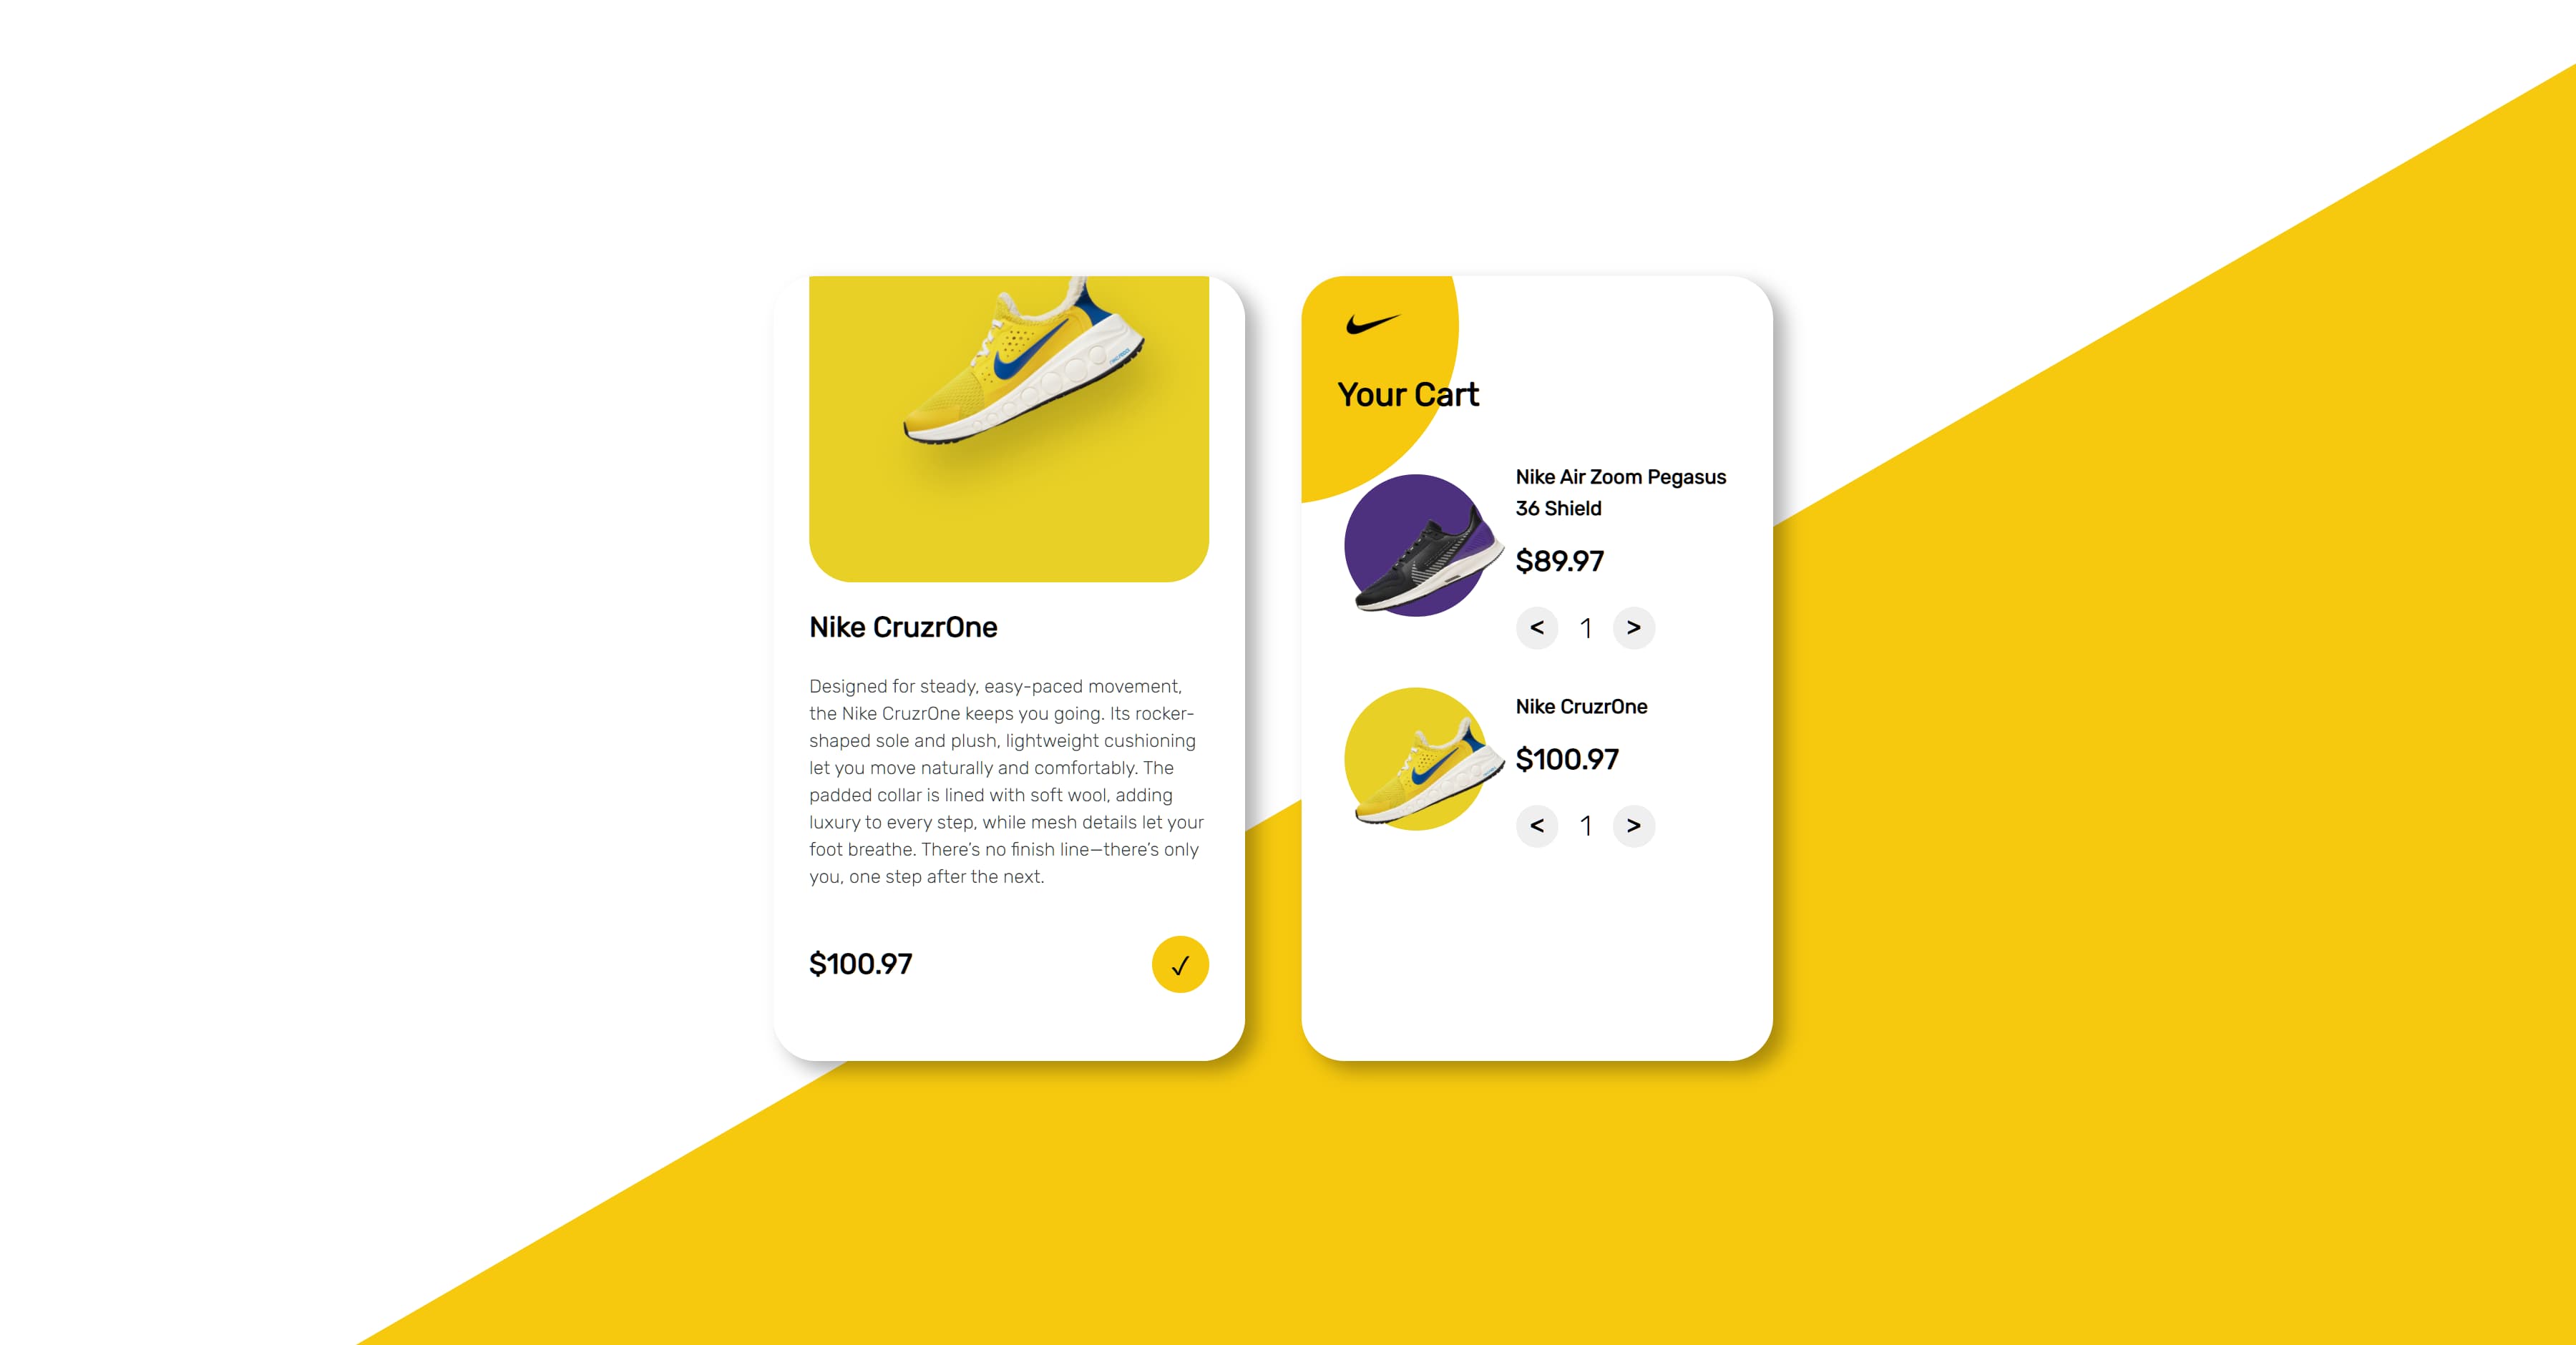 Nike CruzrOne
Designed for steady, easy-paced movement,
the Nike CruzrOne keeps you going. Its rocker-
shaped sole and plush, lightweight cushioning
let you move naturally and comfortably. The
padded collar is lined with soft wool, adding
luxury to every step, while mesh details let your
foot breathe. There’s no finish line—there’s only
you, one step after the next.
$100.97
✓
Your Cart
Nike Air Zoom Pegasus
36 Shield
$89.97
< 1 >
Nike CruzrOne
$100.97
< 1 >